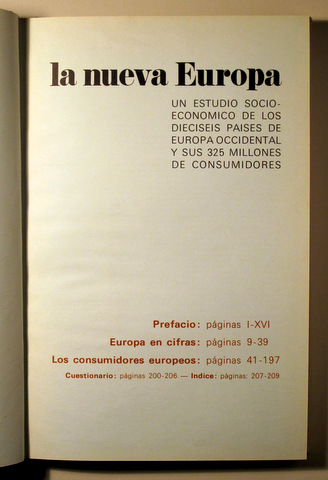 la nueva Europa
UN ESTUDIO SOCIO-
ECONOMICO DE LOS
DIECISEIS PAISES DE
EUROPA OCCIDENTAL
Y SUS 325 MILLONES
DE CONSUMIDORES
Prefacio: páginas I-XVI
Europa en cifras: páginas 9-39
Los consumidores europeos: páginas 41-197
Cuestionario: páginas 200-206. — Indice: páginas: 207-209